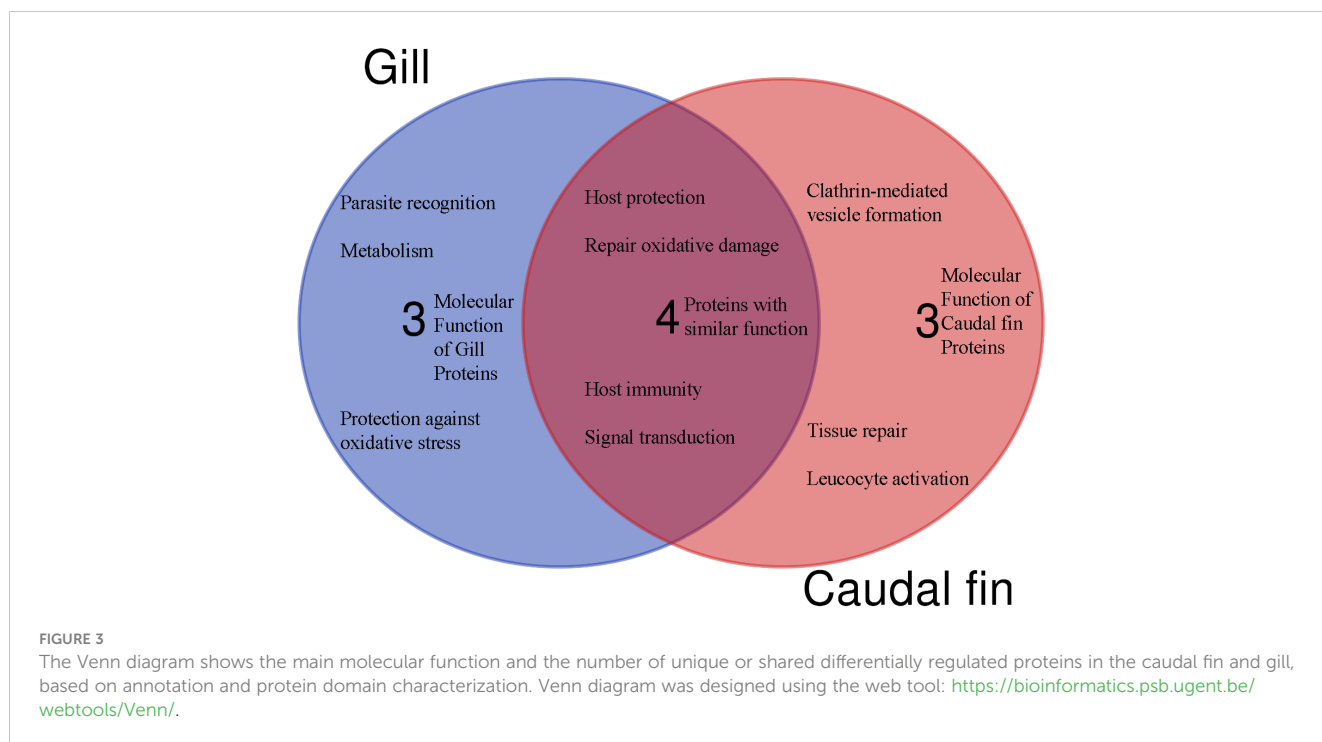 Gill
Parasite recognition
Metabolism
3
Molecular
Function
of Gill
Proteins
Protection against
oxidative stress
Host protection
Repair oxidative damage
4
Proteins with
similar function
Host immunity
Signal transduction
Clathrin-mediated
vesicle formation
3
Molecular
Function of
Caudal fin
Proteins
Tissue repair
Leucocyte activation
Caudal fin
FIGURE 3
The Venn diagram shows the main molecular function and the number of unique or shared differentially regulated proteins in the caudal fin and gill,
based on annotation and protein domain characterization. Venn diagram was designed using the web tool: https://bioinformatics.psb.ugent.be/
webtools/Venn/.